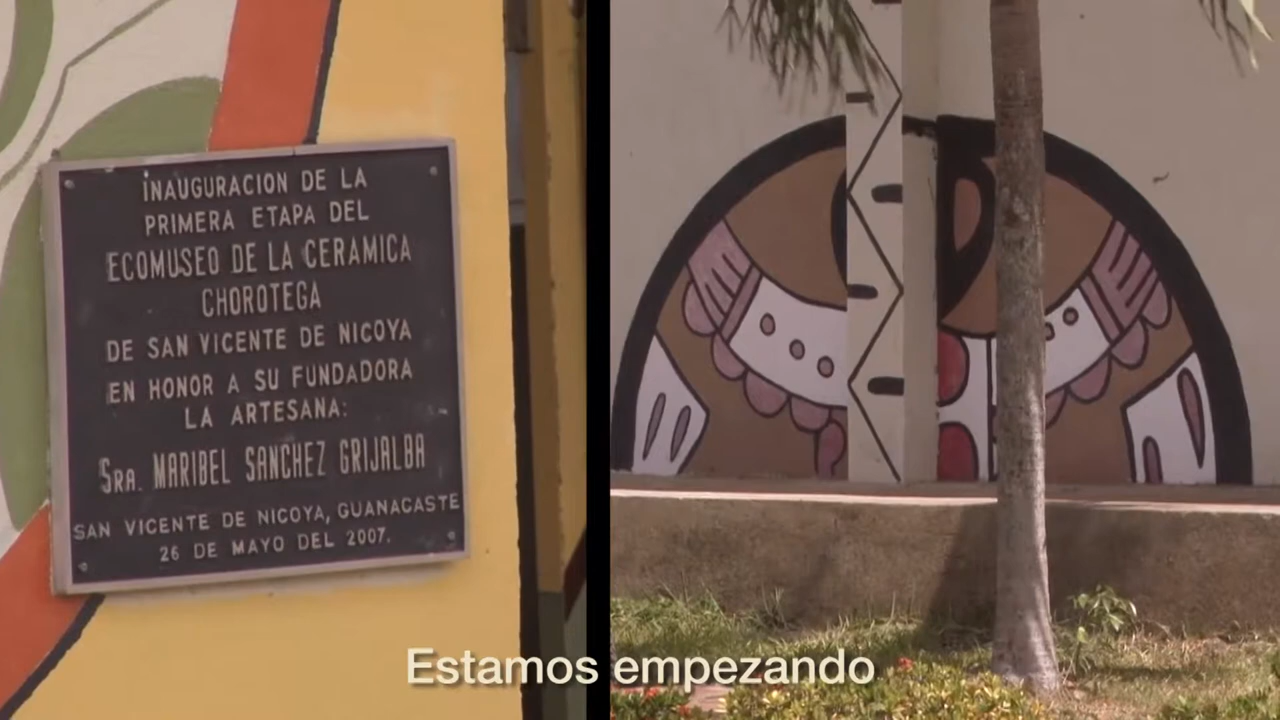 INAUGURACION DE LA
PRIMERA ETAPA DEL
ECOMUSEO DE LA CERAMICA
CHOROTEGA
DE SAN VICENTE DE NICOYA
EN HONOR A SU FUNDADORA
LA ARTESANA:
SRA. MARIBEL SANCHEZ GRIJALBA
SAN VICENTE DE NICOYA, GUANACASTE
26 DE MAYO DEL 2007.
Estamos empezando